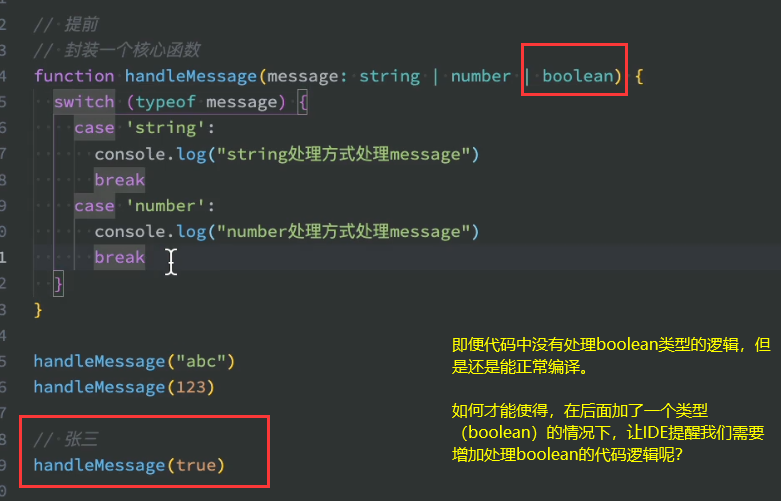 2 // 提前
3 // 封装一个核心函数
4 function handleMessage(message: string | number | boolean) {
5 switch (typeof message) {
6 case 'string':
7 console.log("string处理方式处理message")
8 break
9 case 'number':
0 console.log("number处理方式处理message")
1 break
2 }
3 }
4
5 handleMessage("abc")
6 handleMessage(123)
7
8 // 张三
9 handleMessage(true)
0
即便代码中没有处理boolean类型的逻辑，但
是还是能正常编译。
如何才能使得，在后面加了一个类型
（boolean）的情况下，让IDE提醒我们需要
增加处理boolean的代码逻辑呢？